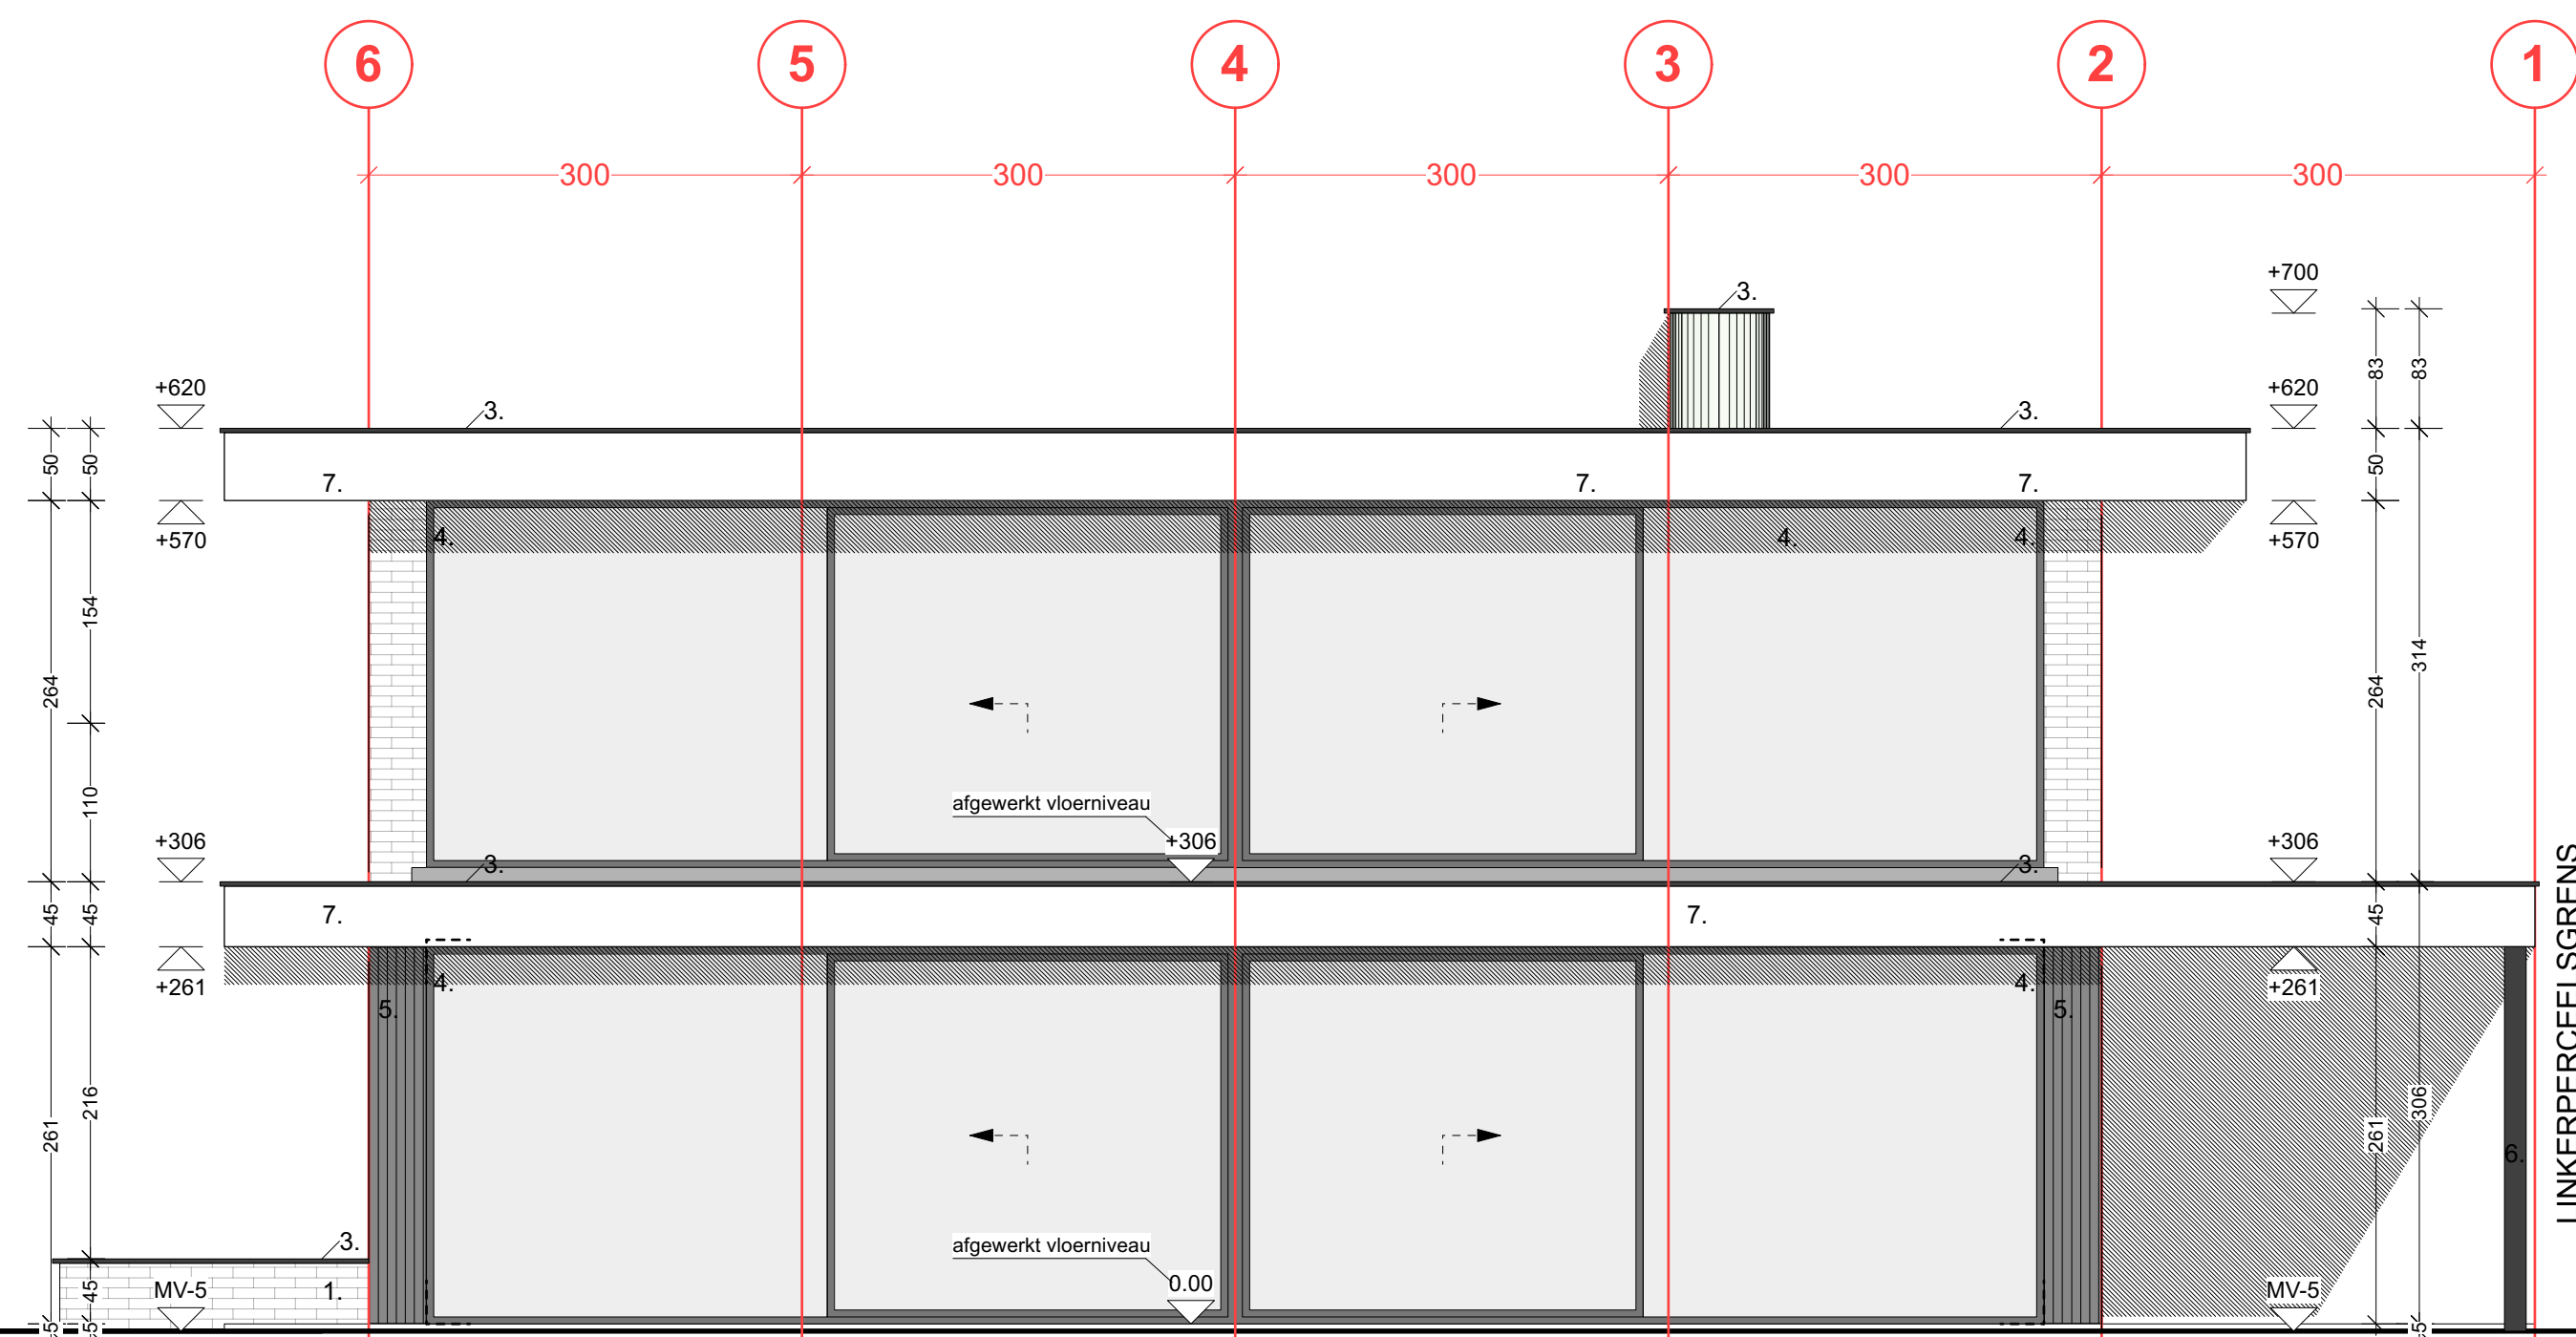 6 5 4 3 2 1
300 300 300 300 300
+700
3.
83 83
+620 +620
3. 3.
50 50 50
7. 7. 7.
+570 +570
4. 4. 4.
154
264 264 314
110
afgewerkt vloerniveau
+306 +306 +306
3. 3.
45 45 45
7. 7.
+261 +261
4. 4.
5. 5.
216
261 261 306
6.
LINKERPERCEELSGRENS
afgewerkt vloerniveau
0.00
3.
45
MV-5 1. MV-5
5 5 5